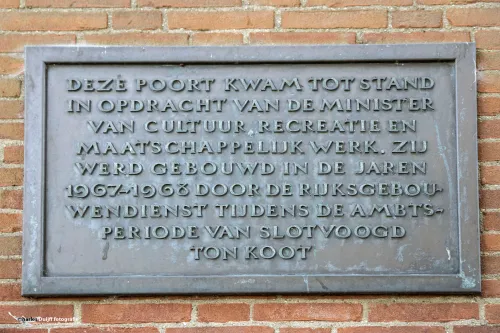 DEZE POORT KWAM TOT STAND
IN OPDRACHT VAN DE MINISTER
VAN CULTUUR, RECREATIE EN
MAATSCHAPPELIJK WERK. ZIJ
WERD GEBOUWD IN DE JAREN
1967-1968 DOOR DE RIJKSGEBOU-
WENDIENST TIJDENS DE AMBTS-
PERIODE VAN SLOTVOOGD
TON KOOT